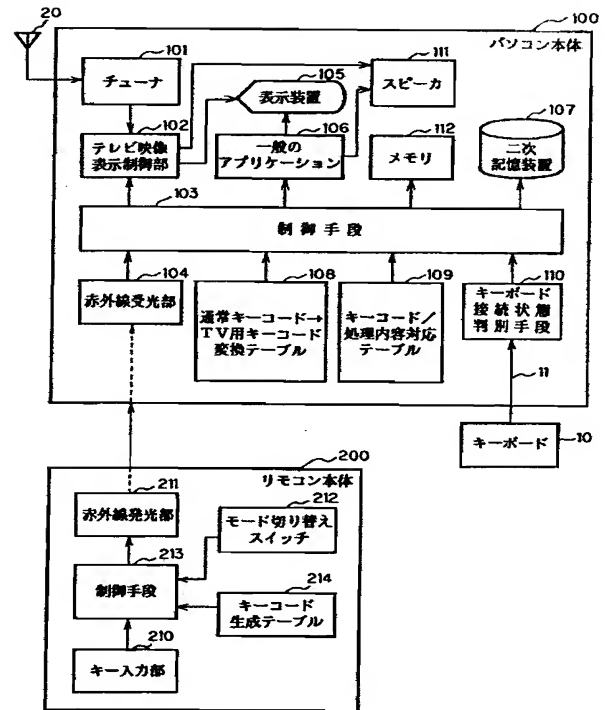 20
100
パソコン本体
101
チューナ
105
表示装置
111
スピーカ
102
テレビ映像
表示制御部
106
一般の
アプリケーション
112
メモリ
107
二次
記憶装置
103
制御手段
104
赤外線受光部
108
通常キーコード→
TV用キーコード
変換テーブル
109
キーコード/
処理内容対応
テーブル
110
キーボード
接続状態
判別手段
11
キーボード
10
200
リモコン本体
211
赤外線発光部
212
モード切り替え
スイッチ
213
制御手段
214
キーコード
生成テーブル
210
キー入力部